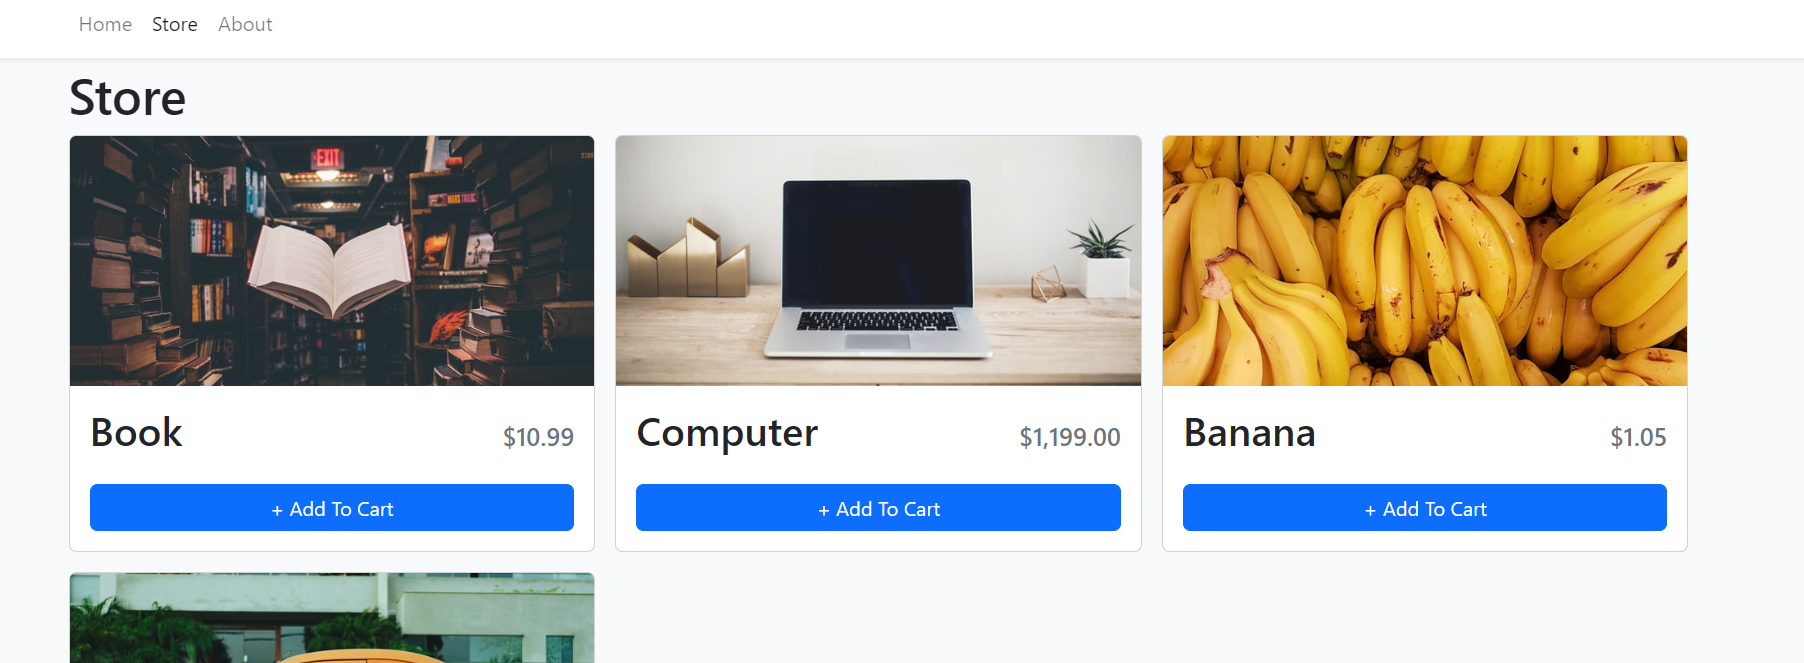 Home Store About
Store
EXIT
Book $10.99
Computer $1,199.00
Banana $1.05
+ Add To Cart
+ Add To Cart
+ Add To Cart